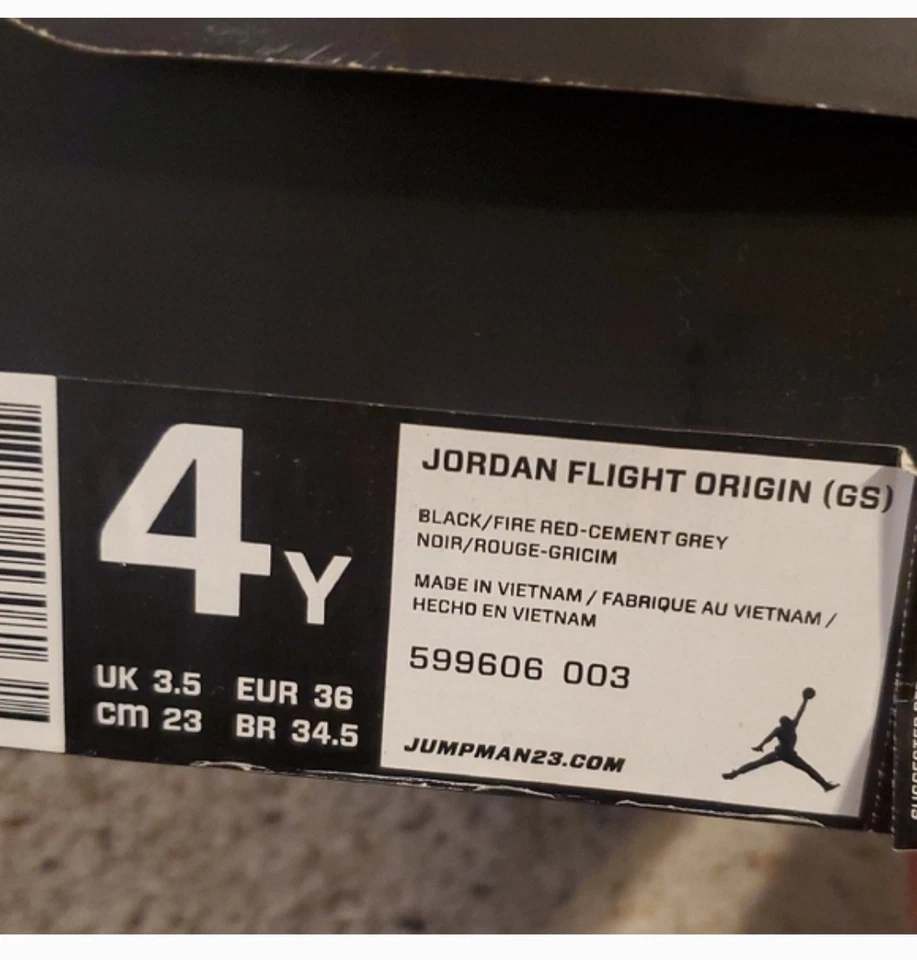 4Y
UK 3.5 EUR 36
cm 23 BR 34.5
JORDAN FLIGHT ORIGIN (GS)
BLACK/FIRE RED-CEMENT GREY
NOIR/ROUGE-GRICIM
MADE IN VIETNAM / FABRIQUE AU VIETNAM /
HECHO EN VIETNAM
599606 003
JUMPMAN23.COM